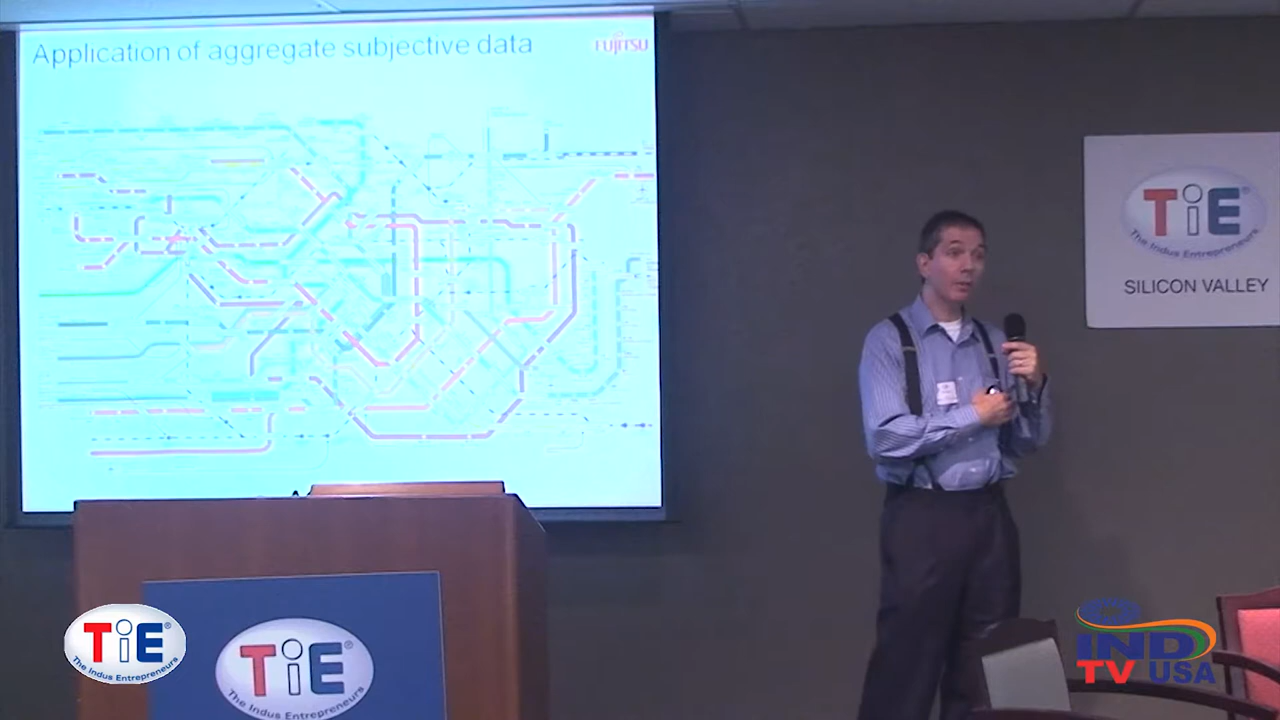 Application of aggregate subjective data
FUJITSU
TiE®
The Indus Entrepreneurs
SILICON VALLEY
TiE®
The Indus Entrepreneurs
TiE®
The Indus Entrepreneurs
IND
TV USA